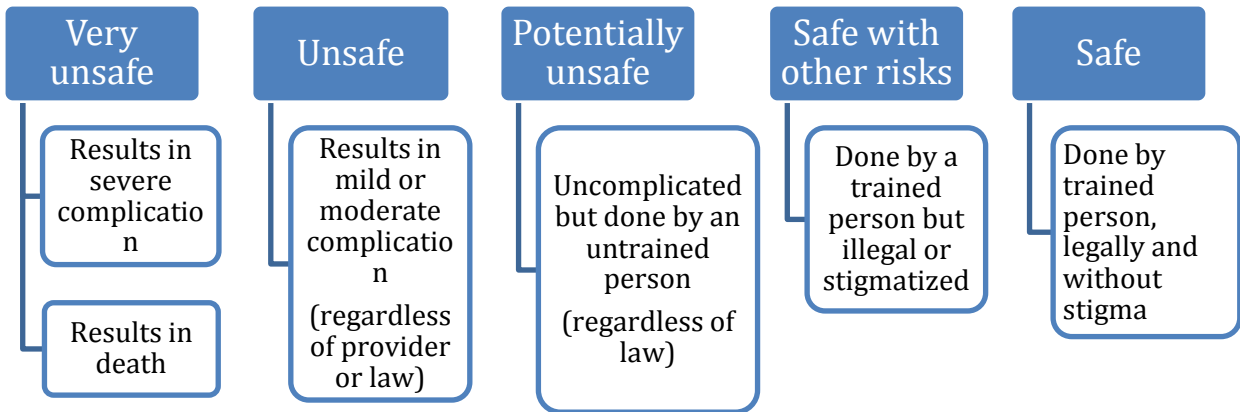 Very
unsafe
Results in
severe
complicatio
n
Results in
death
Unsafe
Results in
mild or
moderate
complicatio
n
(regardless
of provider
or law)
Potentially
unsafe
Uncomplicated
but done by an
untrained
person
(regardless of
law)
Safe with
other risks
Done by a
trained
person but
illegal or
stigmatized
Safe
Done by
trained
person,
legally and
without
stigma